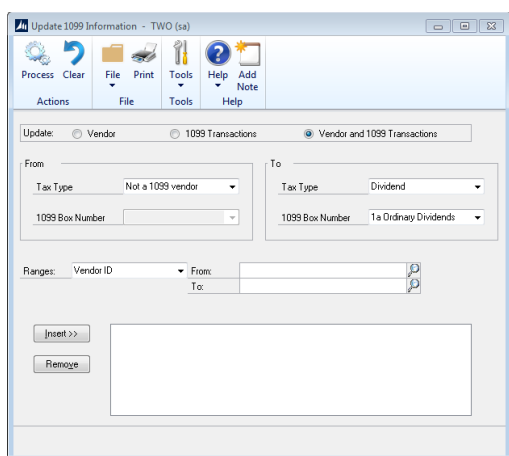 Update 1099 Information - TWO (sa)
Process Clear File Print Tools Help Add Note
Actions File Tools Help
Update: Vendor 1099 Transactions Vendor and 1099 Transactions
From To
Tax Type Not a 1099 vendor Tax Type Dividend
1099 Box Number 1099 Box Number 1a Ordinary Dividends
Ranges: Vendor ID From:
To:
Insert >>
Remove